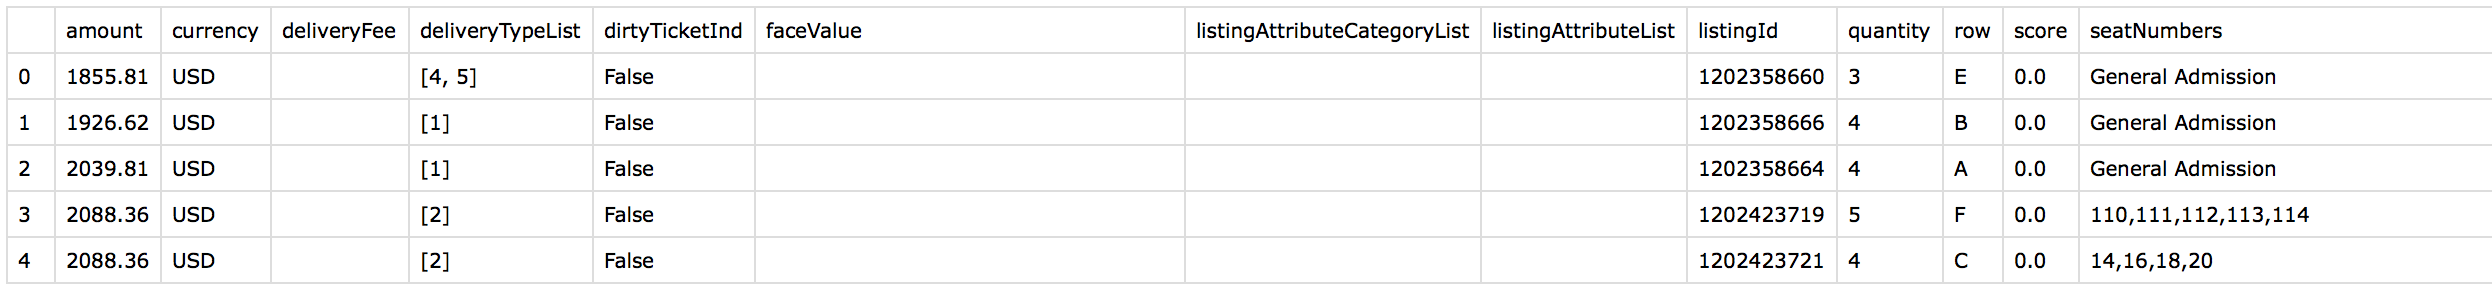 amount currency deliveryFee deliveryTypeList dirtyTicketInd faceValue listingAttributeCategoryList listingAttributeList listingId quantity row score seatNumbers
0 1855.81 USD [4, 5] False 1202358660 3 E 0.0 General Admission
1 1926.62 USD [1] False 1202358666 4 B 0.0 General Admission
2 2039.81 USD [1] False 1202358664 4 A 0.0 General Admission
3 2088.36 USD [2] False 1202423719 5 F 0.0 110,111,112,113,114
4 2088.36 USD [2] False 1202423721 4 C 0.0 14,16,18,20